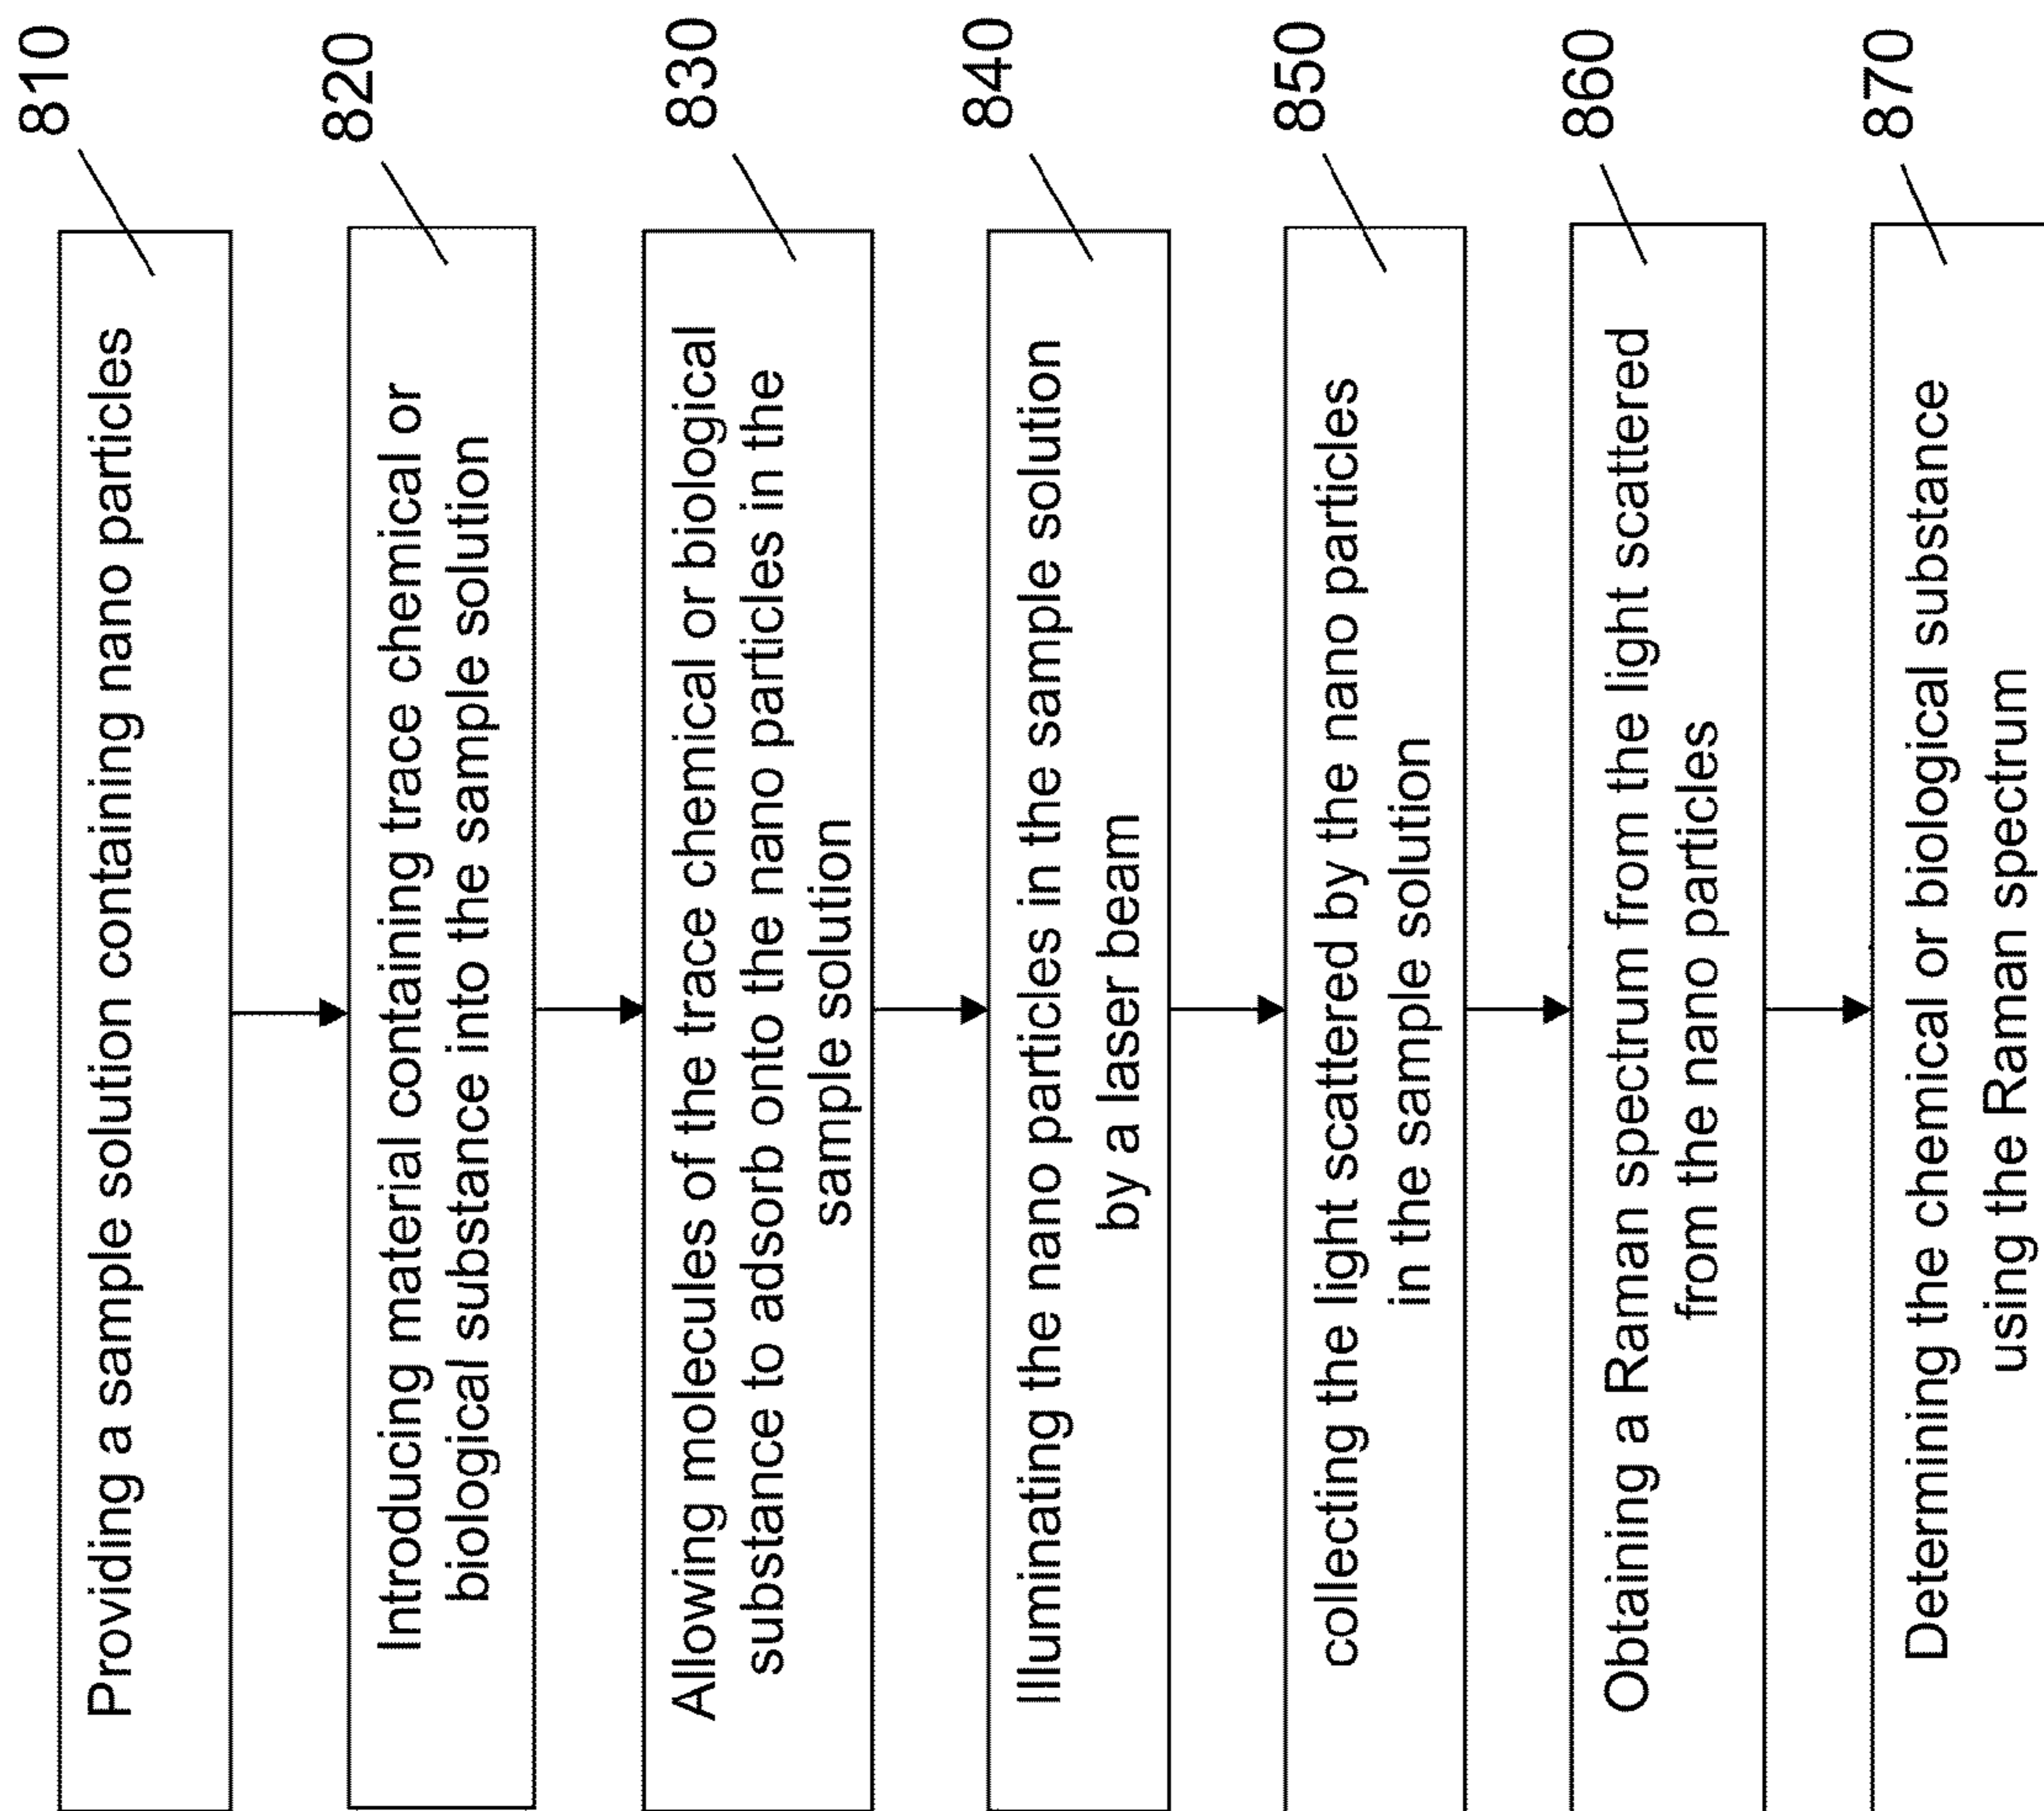 810
Providing a sample solution containing nano particles
820
Introducing material containing trace chemical or
biological substance into the sample solution
830
Allowing molecules of the trace chemical or biological
substance to adsorb onto the nano particles in the
sample solution
840
Illuminating the nano particles in the sample solution
by a laser beam
850
collecting the light scattered by the nano particles
in the sample solution
860
Obtaining a Raman spectrum from the light scattered
from the nano particles
870
Determining the chemical or biological substance
using the Raman spectrum